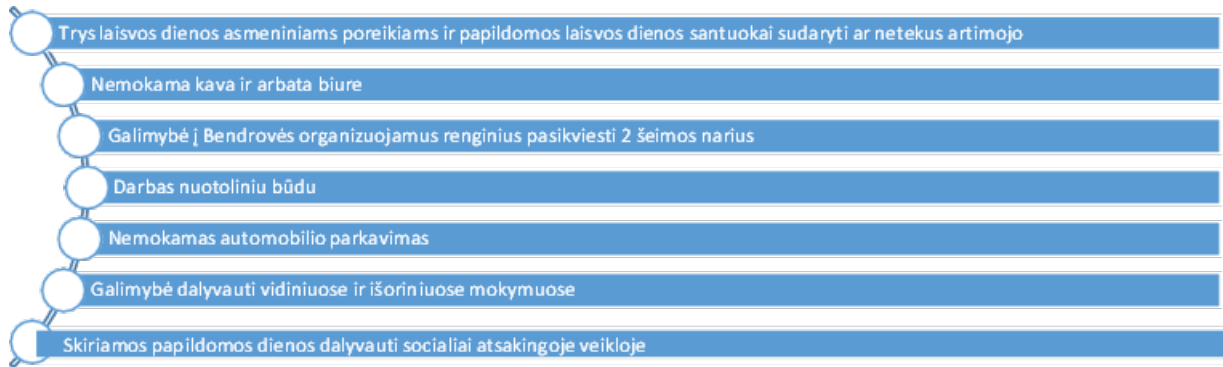 Trys laisvos dienos asmeniniams poreikiams ir papildomos laisvos dienos santuokai sudaryti ar netekus artimojo
Nemokama kava ir arbata biure
Galimybė į Bendrovės organizuojamus renginius pasikviesti 2 šeimos narius
Darbas nuotoliniu būdu
Nemokamas automobilio parkavimas
Galimybė dalyvauti vidiniuose ir išoriniuose mokymuose
Skiriamos papildomos dienos dalyvauti socialiai atsakingoje veikloje